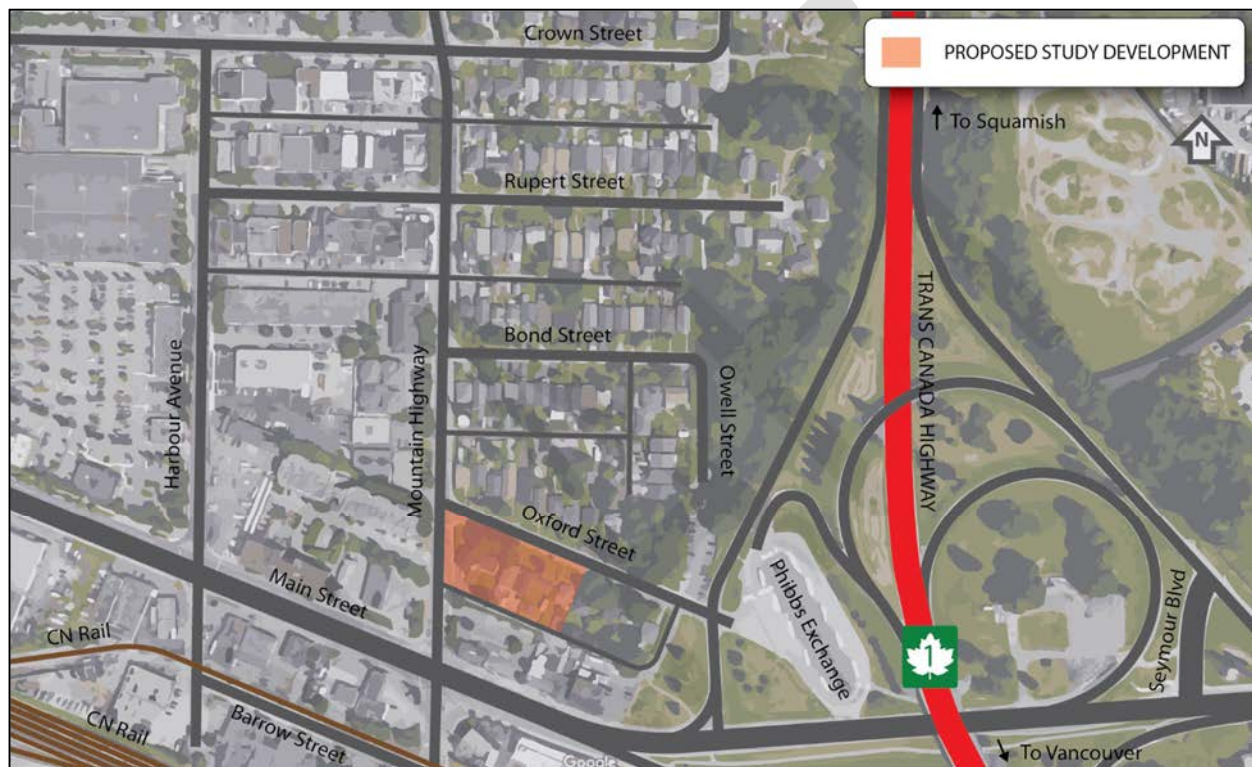 Crown Street
PROPOSED STUDY DEVELOPMENT
To Squamish
N
Rupert Street
TRANS CANADA HIGHWAY
Bond Street
Harbour Avenue
Mountain Highway
Owell Street
Oxford Street
Main Street
Phibbs Exchange
CN Rail
1
Seymour Blvd
CN Rail
Barrow Street
To Vancouver
Google